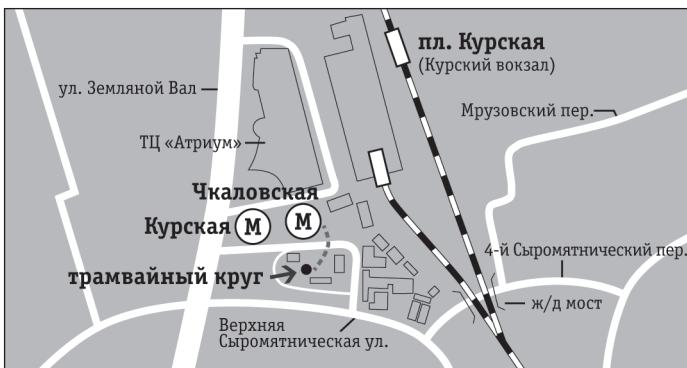 пл. Курская
(Курский вокзал)
ул. Земляной Вал
Мрузовский пер.
ТЦ «Атриум»
Чкаловская
Курская М
М
4-й Сыромятнический пер.
трамвайный круг
ж/д мост
Верхняя
Сыромятническая ул.